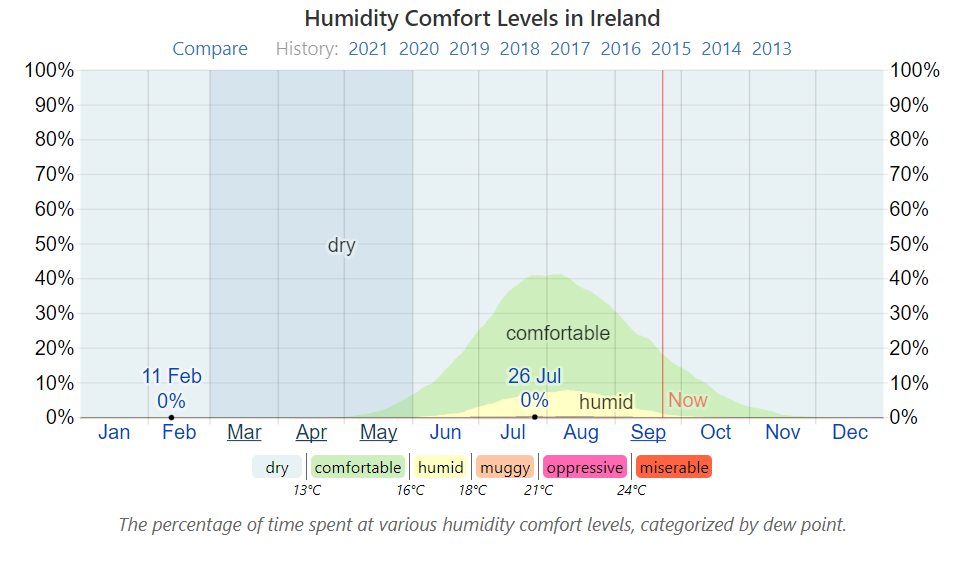 Humidity Comfort Levels in Ireland
Compare History: 2021 2020 2019 2018 2017 2016 2015 2014 2013
100% 100%
90% 90%
80% 80%
70% 70%
60% 60%
50% dry 50%
40% 40%
30% 30%
comfortable
20% 20%
11 Feb 26 Jul
10% 10%
0% 0% humid Now
0% 0%
Jan Feb Mar Apr May Jun Jul Aug Sep Oct Nov Dec
dry comfortable humid muggy oppressive miserable
13°C 16°C 18°C 21°C 24°C
The percentage of time spent at various humidity comfort levels, categorized by dew point.